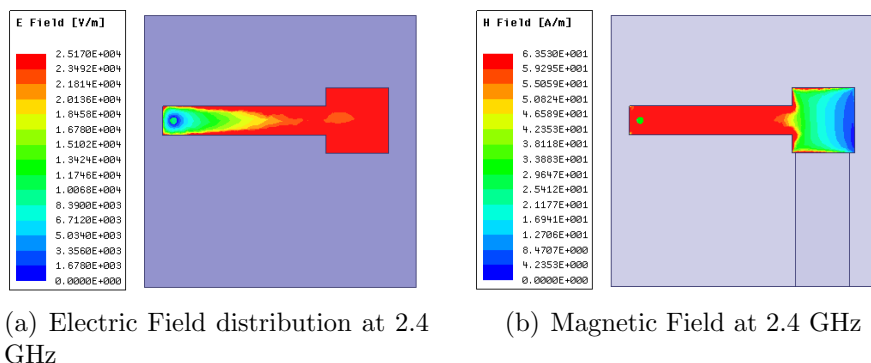 E Field [V/m]
2.5170E+004
2.3492E+004
2.1814E+004
2.0136E+004
1.8458E+004
1.6780E+004
1.5102E+004
1.3424E+004
1.1746E+004
1.0068E+004
8.3900E+003
6.7120E+003
5.0340E+003
3.3560E+003
1.6780E+003
0.0000E+000
H Field [A/m]
6.3530E+001
5.9295E+001
5.5059E+001
5.0824E+001
4.6589E+001
4.2353E+001
3.8118E+001
3.3883E+001
2.9647E+001
2.5412E+001
2.1177E+001
1.6941E+001
1.2706E+001
8.4707E+000
4.2353E+000
0.0000E+000
(a) Electric Field distribution at 2.4
GHz
(b) Magnetic Field at 2.4 GHz